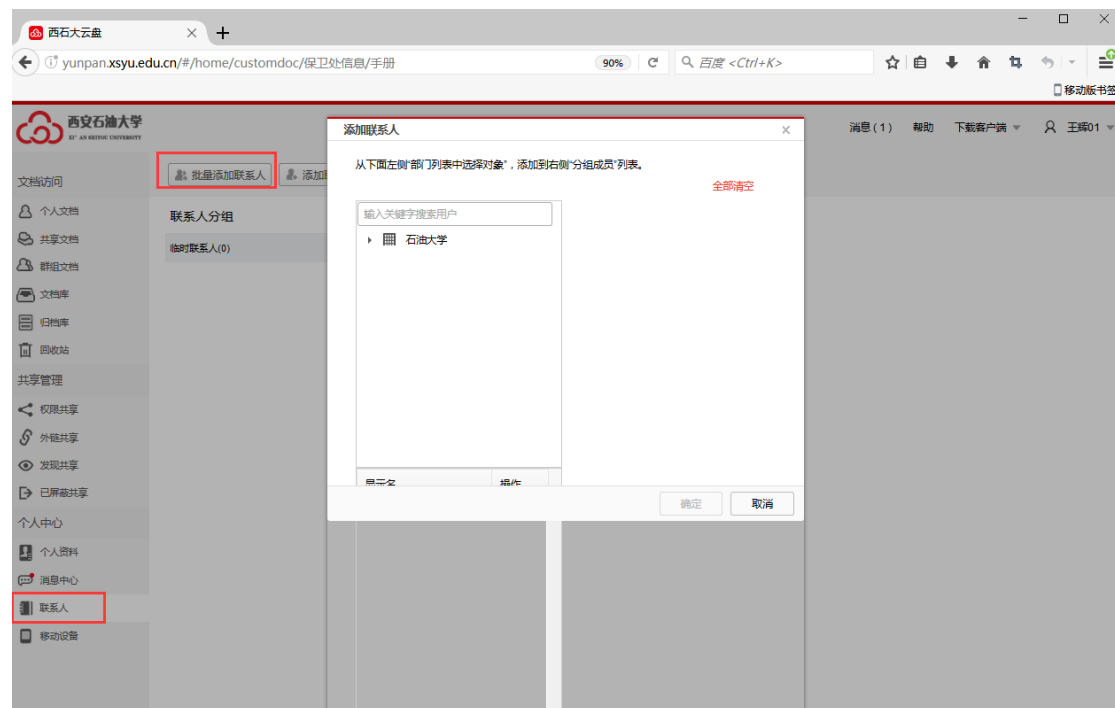 西石大云盘
yunpan.xsyu.edu.cn/#/home/customdoc/保卫处信息/手册
90%
百度 <Ctrl+K>
移动版书签
西安石油大学
XI' AN SHIYOU UNIVERSITY
消息(1)
帮助
下载客户端
王辉01
文档访问
个人文档
共享文档
群组文档
文档库
归档库
回收站
共享管理
权限共享
外链共享
发现共享
已屏蔽共享
个人中心
个人资料
消息中心
联系人
移动设备
批量添加联系人
添加
联系人分组
临时联系人(0)
添加联系人
从下面左侧“部门列表中选择对象”，添加到右侧“分组成员”列表。
全部清空
输入关键字搜索用户
石油大学
显示名
操作
确定
取消